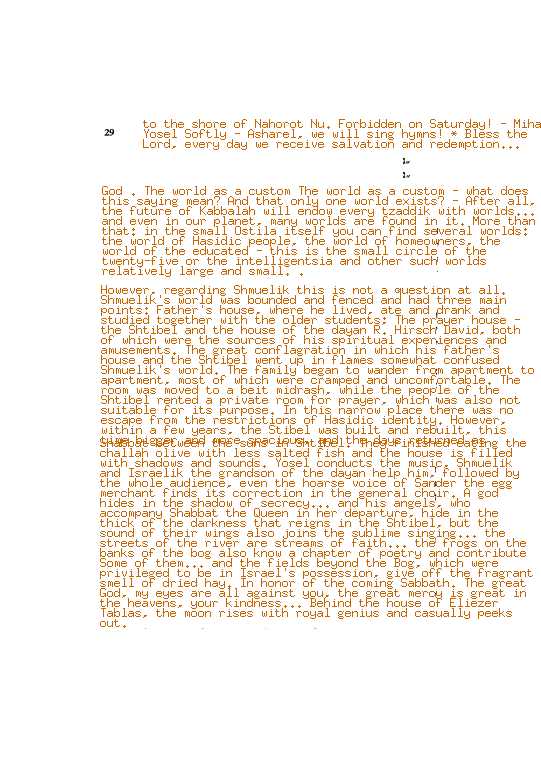 to the shore of Nahorot Nu. Forbidden on Saturday! - Miha
29
Yosel Softly - Asharel, we will sing hymns! * Bless the
Lord, every day we receive salvation and redemption...
God . The world as a custom The world as a custom - what does
this saying mean? And that only one world exists? - After all,
the future of Kabbalah will endow every tzaddik with worlds...
and even in our planet, many worlds are found in it. More than
that: in the small Ostila itself you can find several worlds:
the world of Hasidic people, the world of homeowners, the
world of the educated - this is the small circle of the
twenty-five or the intelligentsia and other such worlds
relatively large and small. .
However, regarding Shmuelik this is not a question at all.
Shmuelik's world was bounded and fenced and had three main
points: Father's house, where he lived, ate and drank and
studied together with the older students; The prayer house -
the Shtibel and the house of the dayan R. Hirsch David, both
of which were the sources of his spiritual experiences and
amusements. The great conflagration in which his father's
house and the Shtibel went up in flames somewhat confused
Shmuelik's world. The family began to wander from apartment to
apartment, most of which were cramped and uncomfortable. The
room was moved to a beit midrash, while the people of the
Shtibel rented a private room for prayer, which was also not
suitable for its purpose. In this narrow place there was no
escape from the restrictions of Hasidic identity. However,
within a few years, the Stibel was built and rebuilt, this
time bigger and more spacious, and the days returned as
Shabbat between the suns in Shtibel. They finished eating the
challah olive with less salted fish and the house is filled
with shadows and sounds. Yosel conducts the music. Shmuelik
and Israelik the grandson of the dayan help him, followed by
the whole audience, even the hoarse voice of Sander the egg
merchant finds its correction in the general choir. A god
hides in the shadow of secrecy... and his angels, who
accompany Shabbat the Queen in her departure, hide in the
thick of the darkness that reigns in the Shtibel, but the
sound of their wings also joins the sublime singing... the
streets of the river are streams of faith... the frogs on the
banks of the bog also know a chapter of poetry and contribute
Some of them... and the fields beyond the Bog, which were
privileged to be in Israel's possession, give off the fragrant
smell of dried hay. In honor of the coming Sabbath. The great
God, my eyes are all against you, the great mercy is great in
the heavens, your kindness... Behind the house of Eliezer
Tablas, the moon rises with royal genius and casually peeks
out.